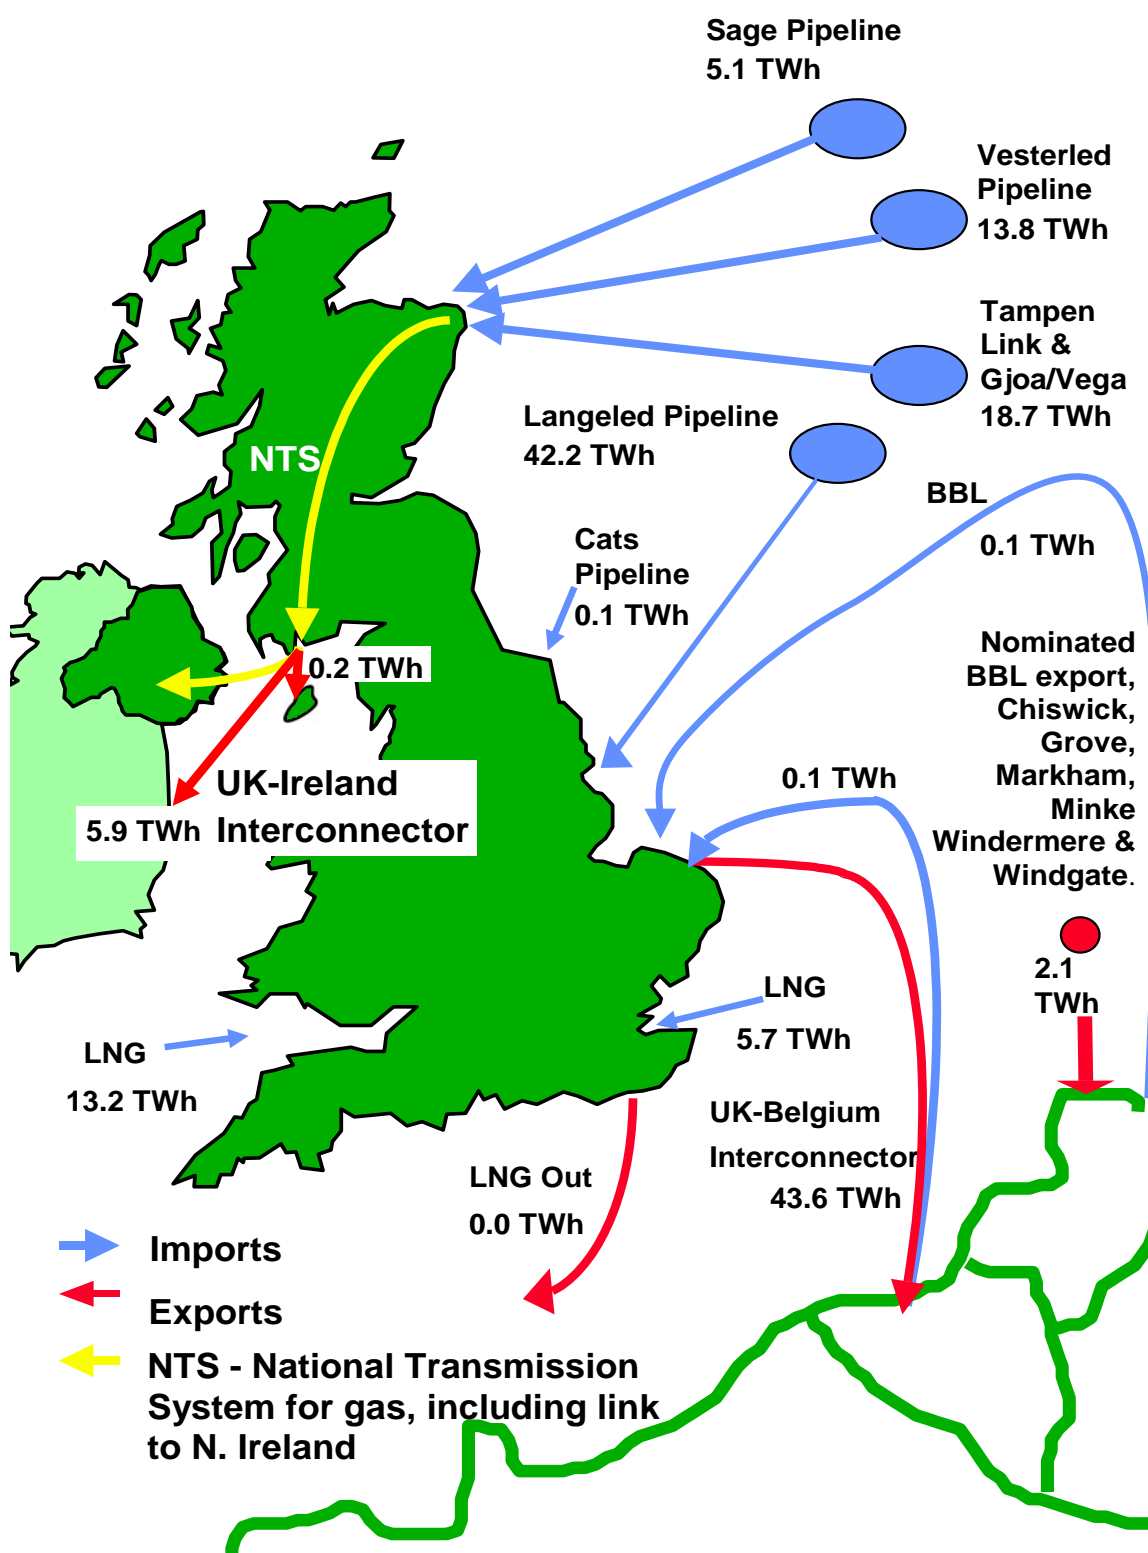 Sage Pipeline
5.1 TWh
Vesterled
Pipeline
13.8 TWh
Tampen
Link &
Gjoa/Vega
18.7 TWh
Langeled Pipeline
42.2 TWh
NTS
BBL
0.1 TWh
Cats
Pipeline
0.1 TWh
Nominated
BBL export,
Chiswick,
Grove,
Markham,
Minke
Windermere &
Windgate.
2.1
TWh
0.2 TWh
UK-Ireland
Interconnector
5.9 TWh
0.1 TWh
LNG
5.7 TWh
LNG
13.2 TWh
UK-Belgium
Interconnector
43.6 TWh
LNG Out
0.0 TWh
Imports
Exports
NTS - National Transmission
System for gas, including link
to N. Ireland